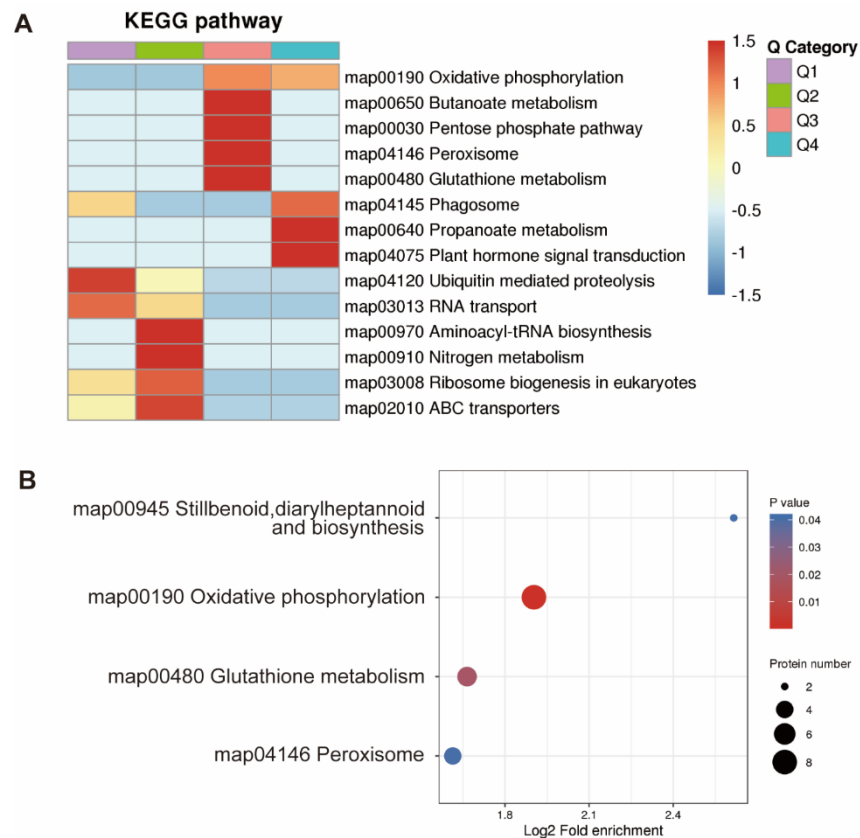 A
KEGG pathway
map00190 Oxidative phosphorylation
map00650 Butanoate metabolism
map00030 Pentose phosphate pathway
map04146 Peroxisome
map00480 Glutathione metabolism
map04145 Phagosome
map00640 Propanoate metabolism
map04075 Plant hormone signal transduction
map04120 Ubiquitin mediated proteolysis
map03013 RNA transport
map00970 Aminoacyl-tRNA biosynthesis
map00910 Nitrogen metabolism
map03008 Ribosome biogenesis in eukaryotes
map02010 ABC transporters
1.5
1
0.5
0
-0.5
-1
-1.5
Q Category
Q1
Q2
Q3
Q4
B
map00945 Stillbenoid,diarylheptannoid
and biosynthesis
map00190 Oxidative phosphorylation
map00480 Glutathione metabolism
map04146 Peroxisome
1.8 2.1 2.4
Log2 Fold enrichment
P value
0.04
0.03
0.02
0.01
Protein number
2
4
6
8